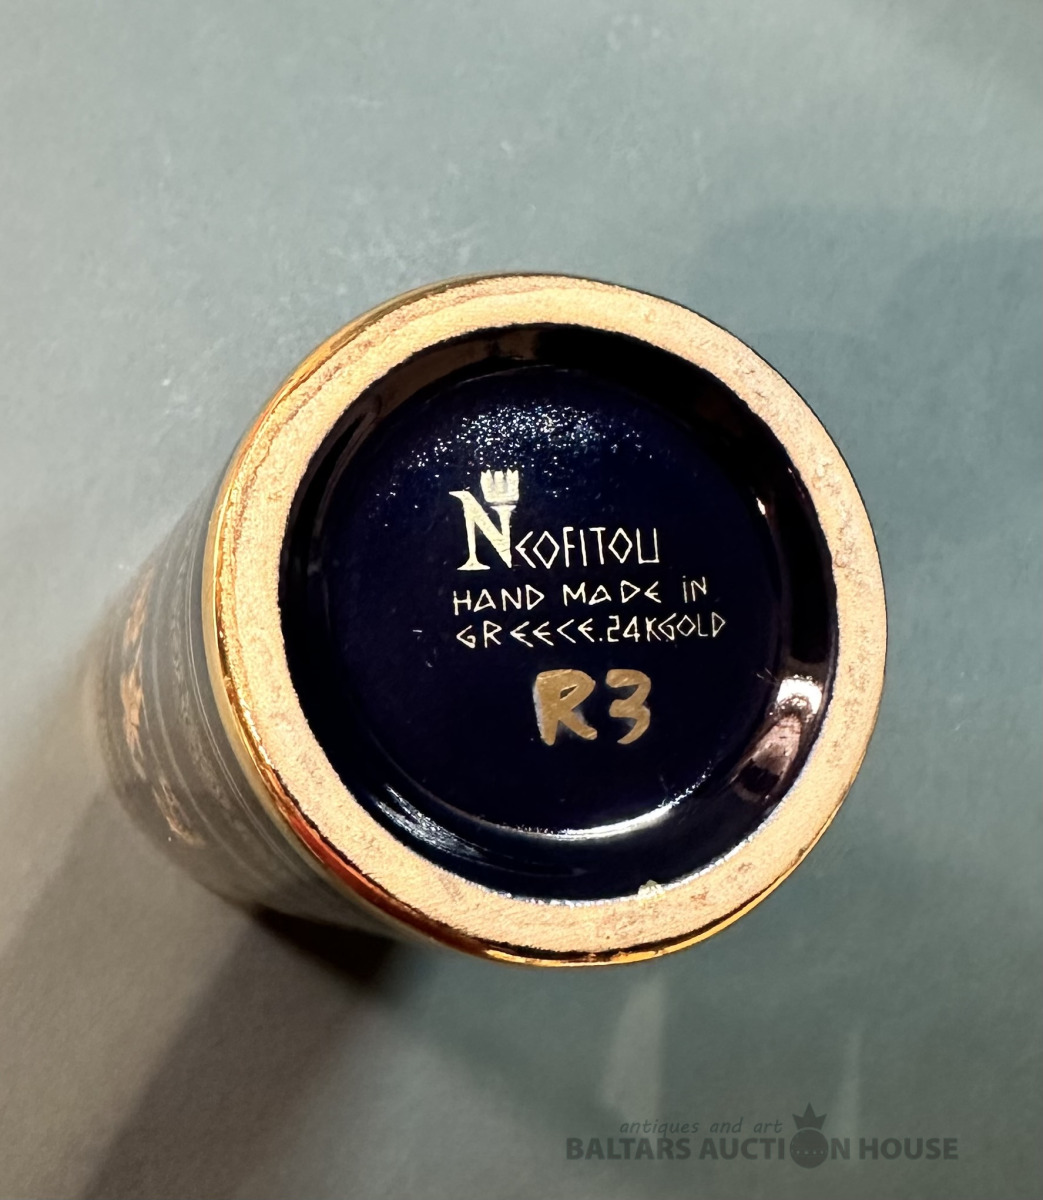 NEOFITOU
HAND MADE iN
GREECE.24KGOLD
R3
antiques and art
BALTARS AUCTION HOUSE